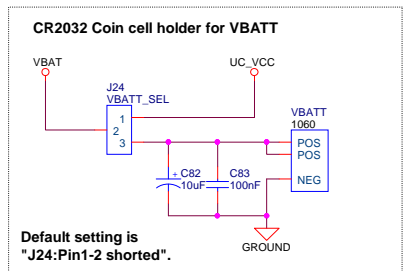 CR2032 Coin cell holder for VBATT
VBAT
UC_VCC
J24
VBATT_SEL
1
2
3
VBATT
1060
POS
POS
NEG
+
C82
10uF
C83
100nF
GROUND
Default setting is
"J24:Pin1-2 shorted".